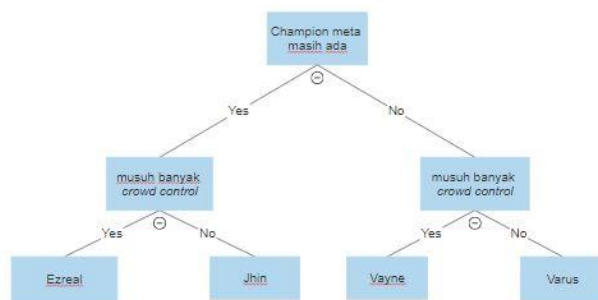 Champion meta
masih ada
Yes
No
musuh banyak
crowd control
musuh banyak
crowd control
Yes
No
Yes
No
Ezreal
Jhin
Vayne
Varus